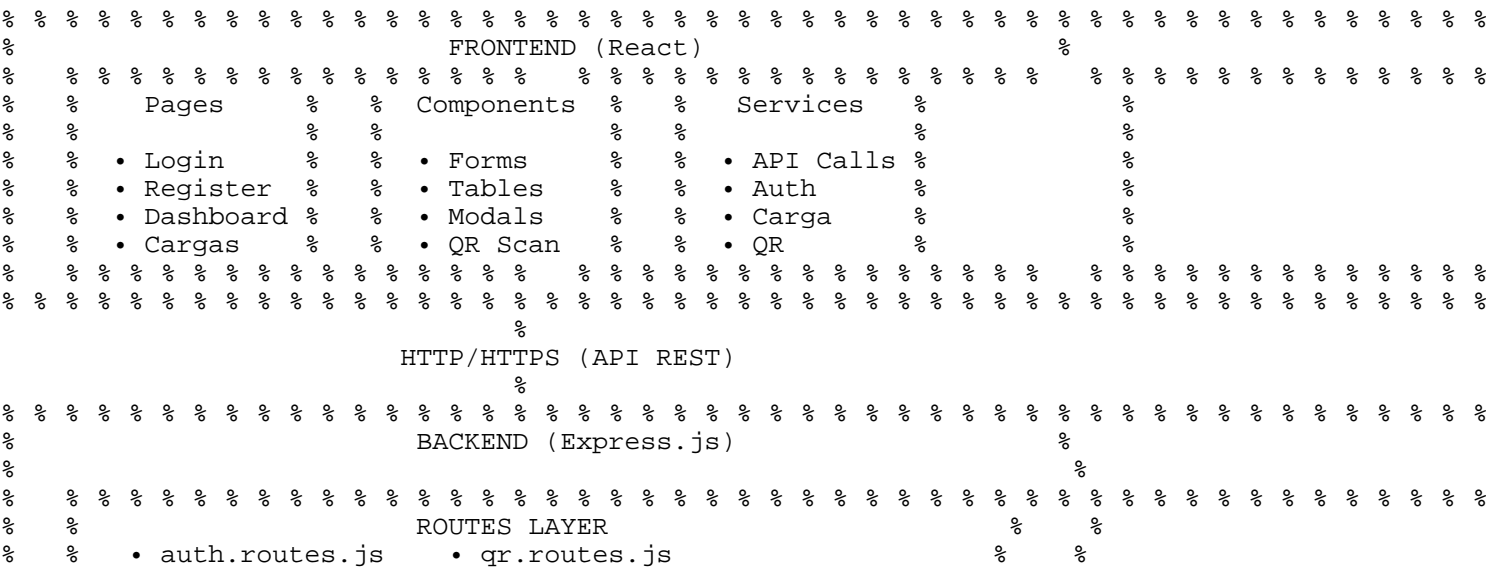 % % % % % % % % % % % % % % % % % % % % % % % % % % % % % % % % % % % % % % % % % % % % % % %
% FRONTEND (React) %
% % % % % % % % % % % % % % % % % % % % % % % % % % % % % % % % % % % % % % % % % % % %
% % Pages % % Components % % Services % %
% % % % % % % %
% % • Login % % • Forms % % • API Calls % %
% % • Register % % • Tables % % • Auth % %
% % • Dashboard % % • Modals % % • Carga % %
% % • Cargas % % • QR Scan % % • QR % %
% % % % % % % % % % % % % % % % % % % % % % % % % % % % % % % % % % % % % % % % % % % %
% % % % % % % % % % % % % % % % % % % % % % % % % % % % % % % % % % % % % % % % % % % % % % %
%
HTTP/HTTPS (API REST)
%
% % % % % % % % % % % % % % % % % % % % % % % % % % % % % % % % % % % % % % % % % % % % % % %
% BACKEND (Express.js) %
% %
% % % % % % % % % % % % % % % % % % % % % % % % % % % % % % % % % % % % % % % % % % % % % %
% % ROUTES LAYER % %
% % • auth.routes.js • qr.routes.js % %